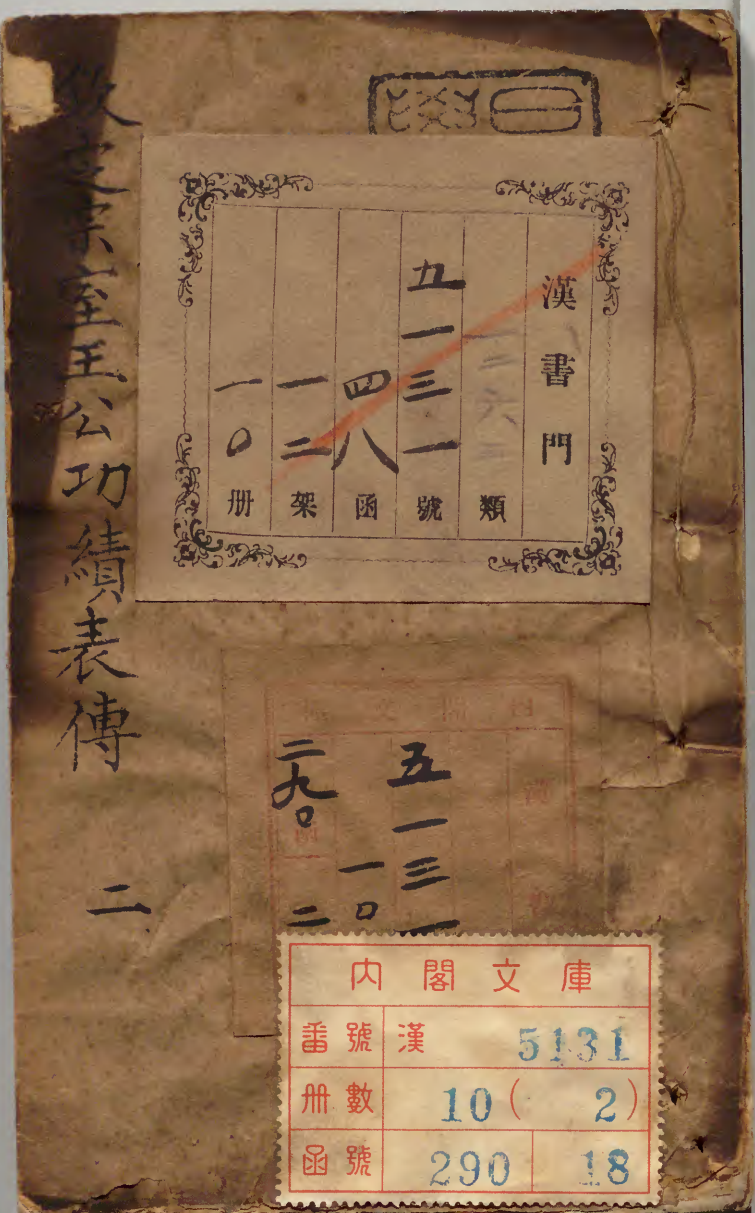 欽定宗室王公功績表傳 二
漢書門
類
五一三一號
四八函
一二架
一〇册
五一三一
一〇
二九〇
二
内閣文庫
番號 漢 5131
册數 10 ( 2)
函號 290 18